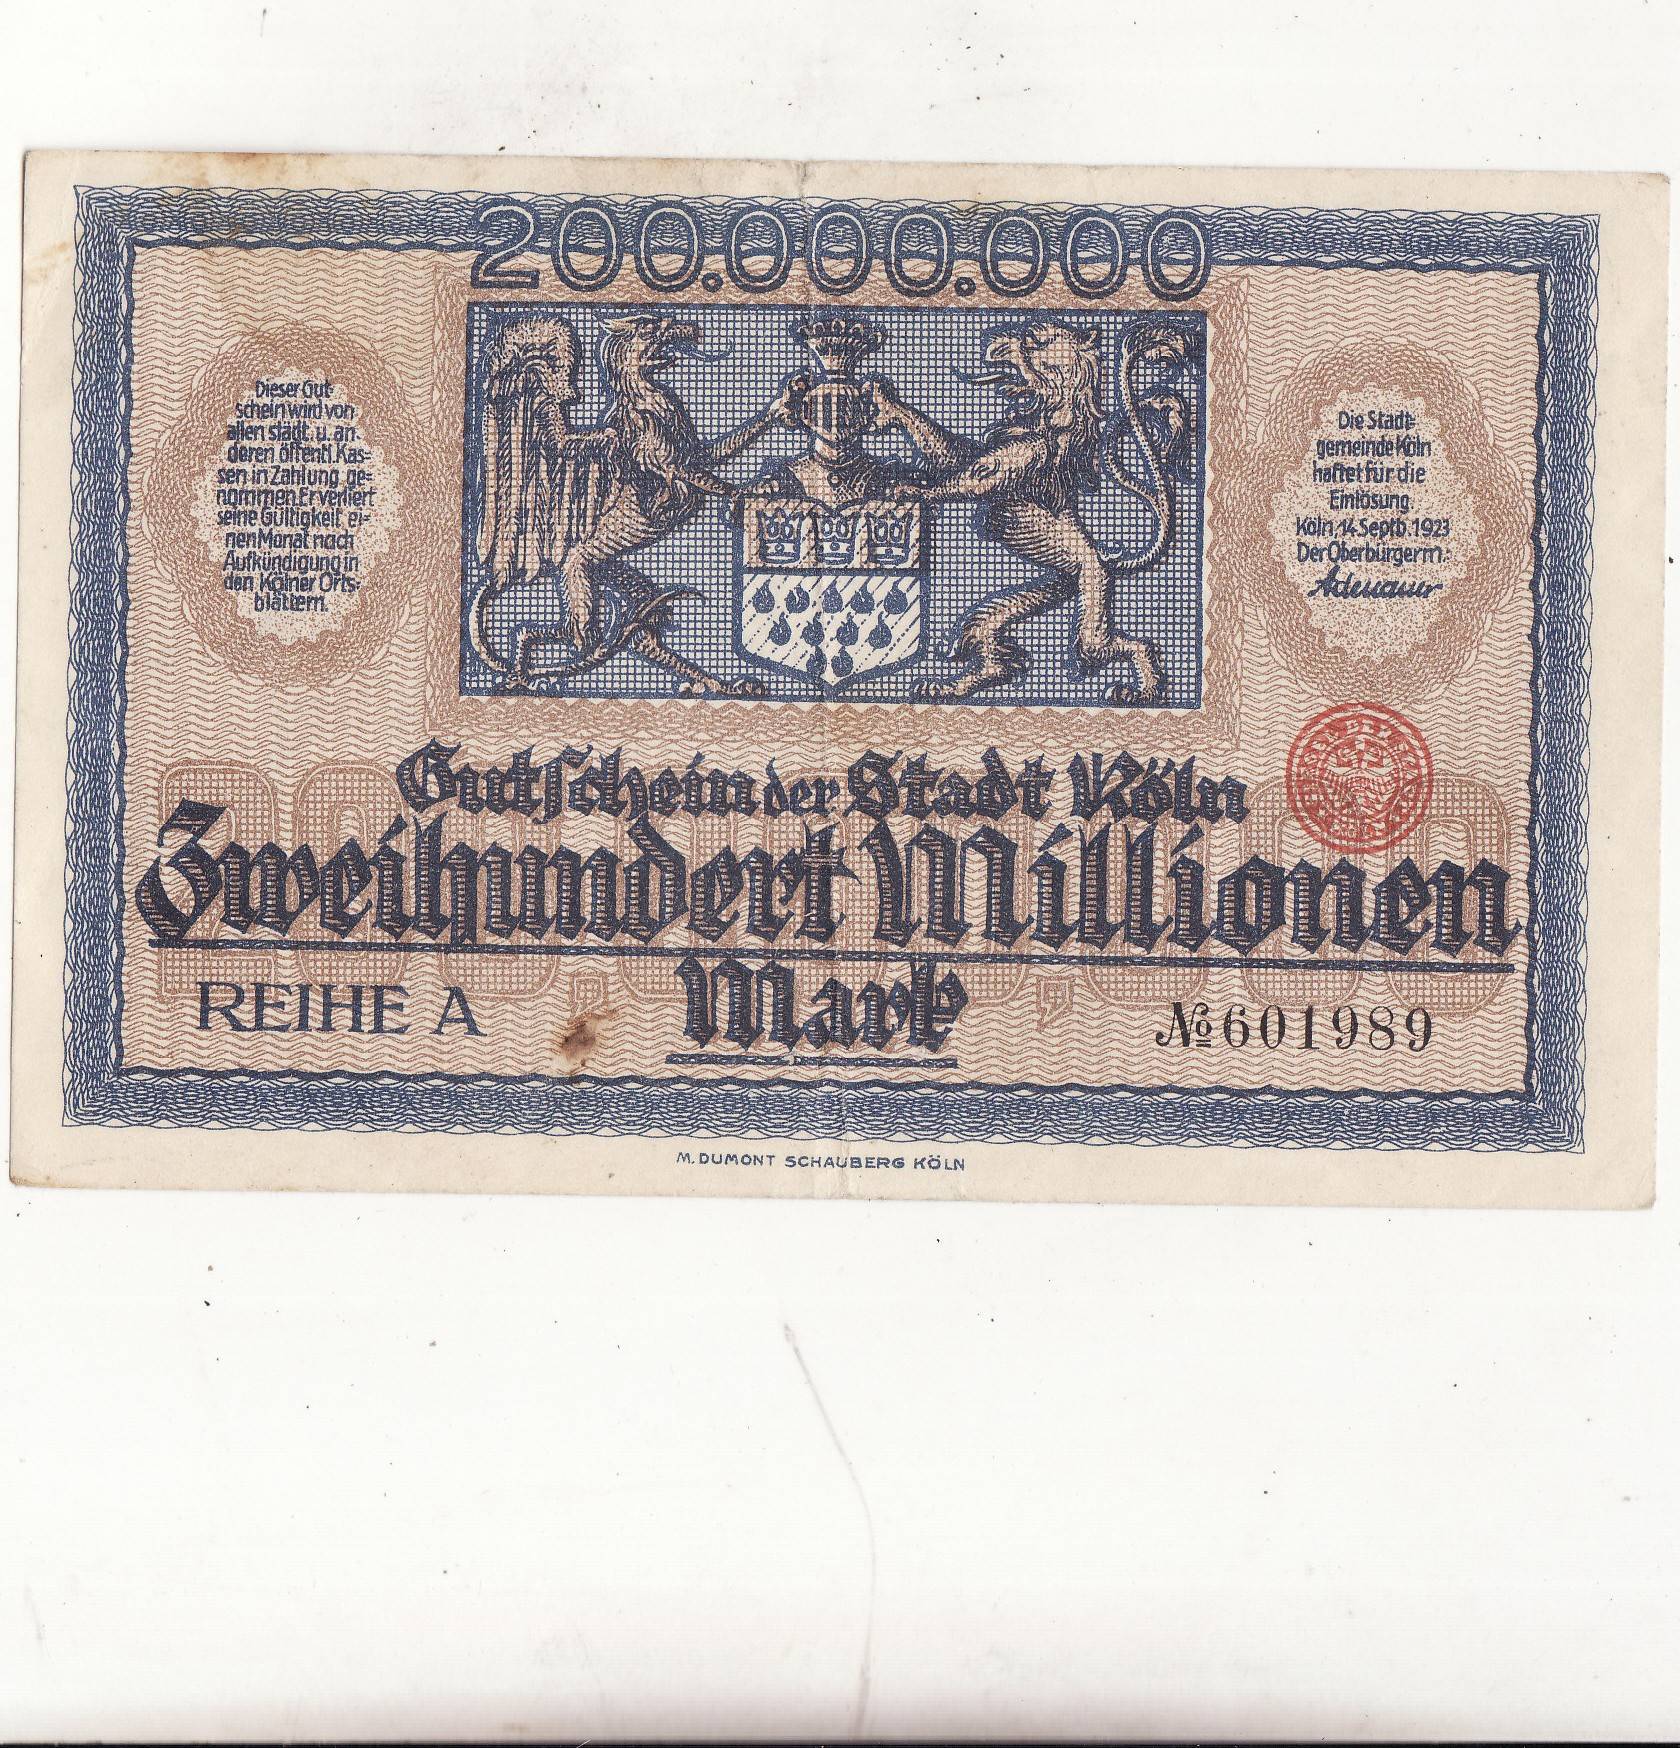 200.000.000
Dieser Gut-
schein wird von
allen städt. u. an-
deren öffentl. Kas-
sen in Zahlung ge-
nommen. Er verliert
seine Gültigkeit ei-
nen Monat nach
Aufkündigung in
den Kölner Orts-
blättern.
Die Stadt-
gemeinde Köln
haftet für die
Einlösung.
Köln, 14 Septb. 1923
Der Oberbürgerm.:
Adenauer
Gutschein der Stadt Köln
Zweihundert Millionen
Mark
REIHE A
№ 601989
M. DUMONT SCHAUBERG KÖLN